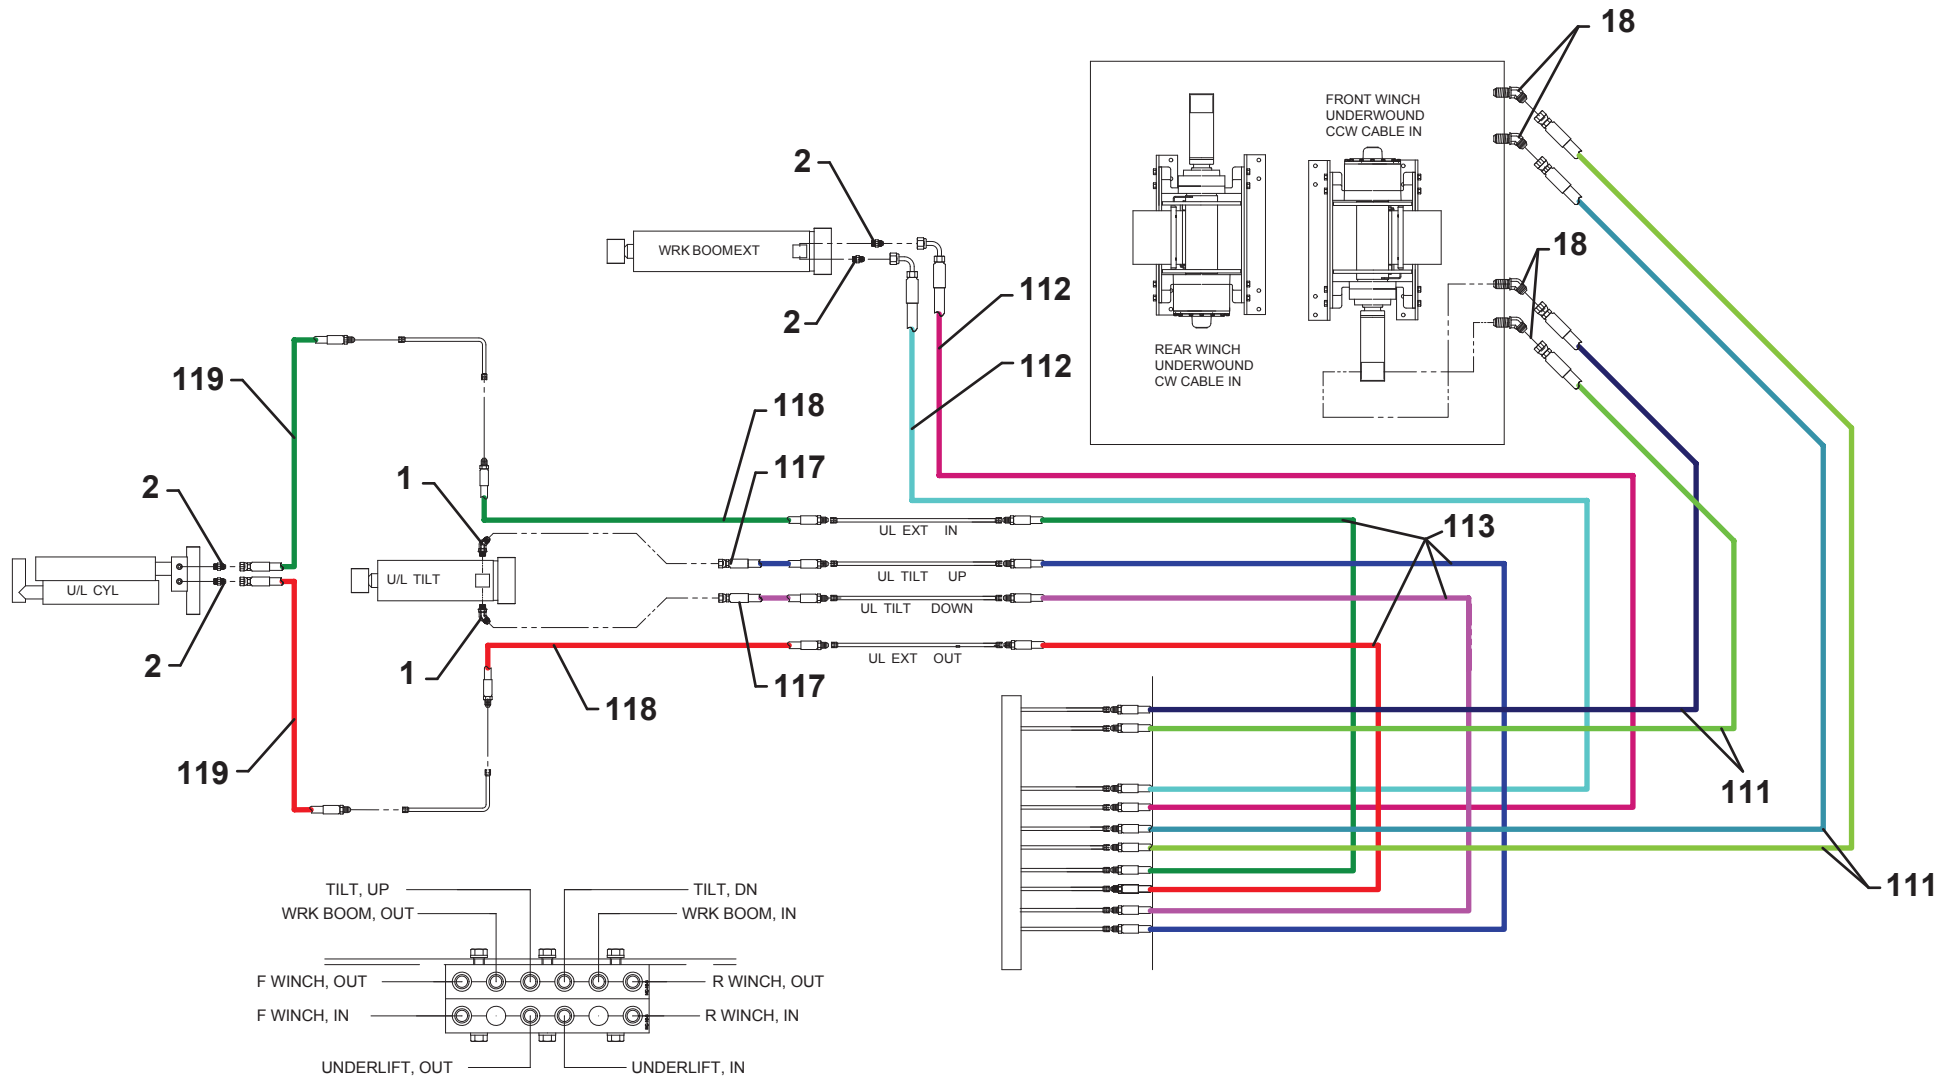 18
FRONT WINCH
UNDERWOUND
CCW CABLE IN
2
WRK BOOMEXT
18
2
112
REAR WINCH
UNDERWOUND
CW CABLE IN
112
119
118
117
1
2
113
UL EXT IN
U/L TILT
UL TILT UP
U/L CYL
UL TILT DOWN
2
1
UL EXT OUT
117
118
119
111
111
TILT, UP
TILT, DN
WRK BOOM, OUT
WRK BOOM, IN
F WINCH, OUT
R WINCH, OUT
F WINCH, IN
R WINCH, IN
UNDERLIFT, OUT
UNDERLIFT, IN